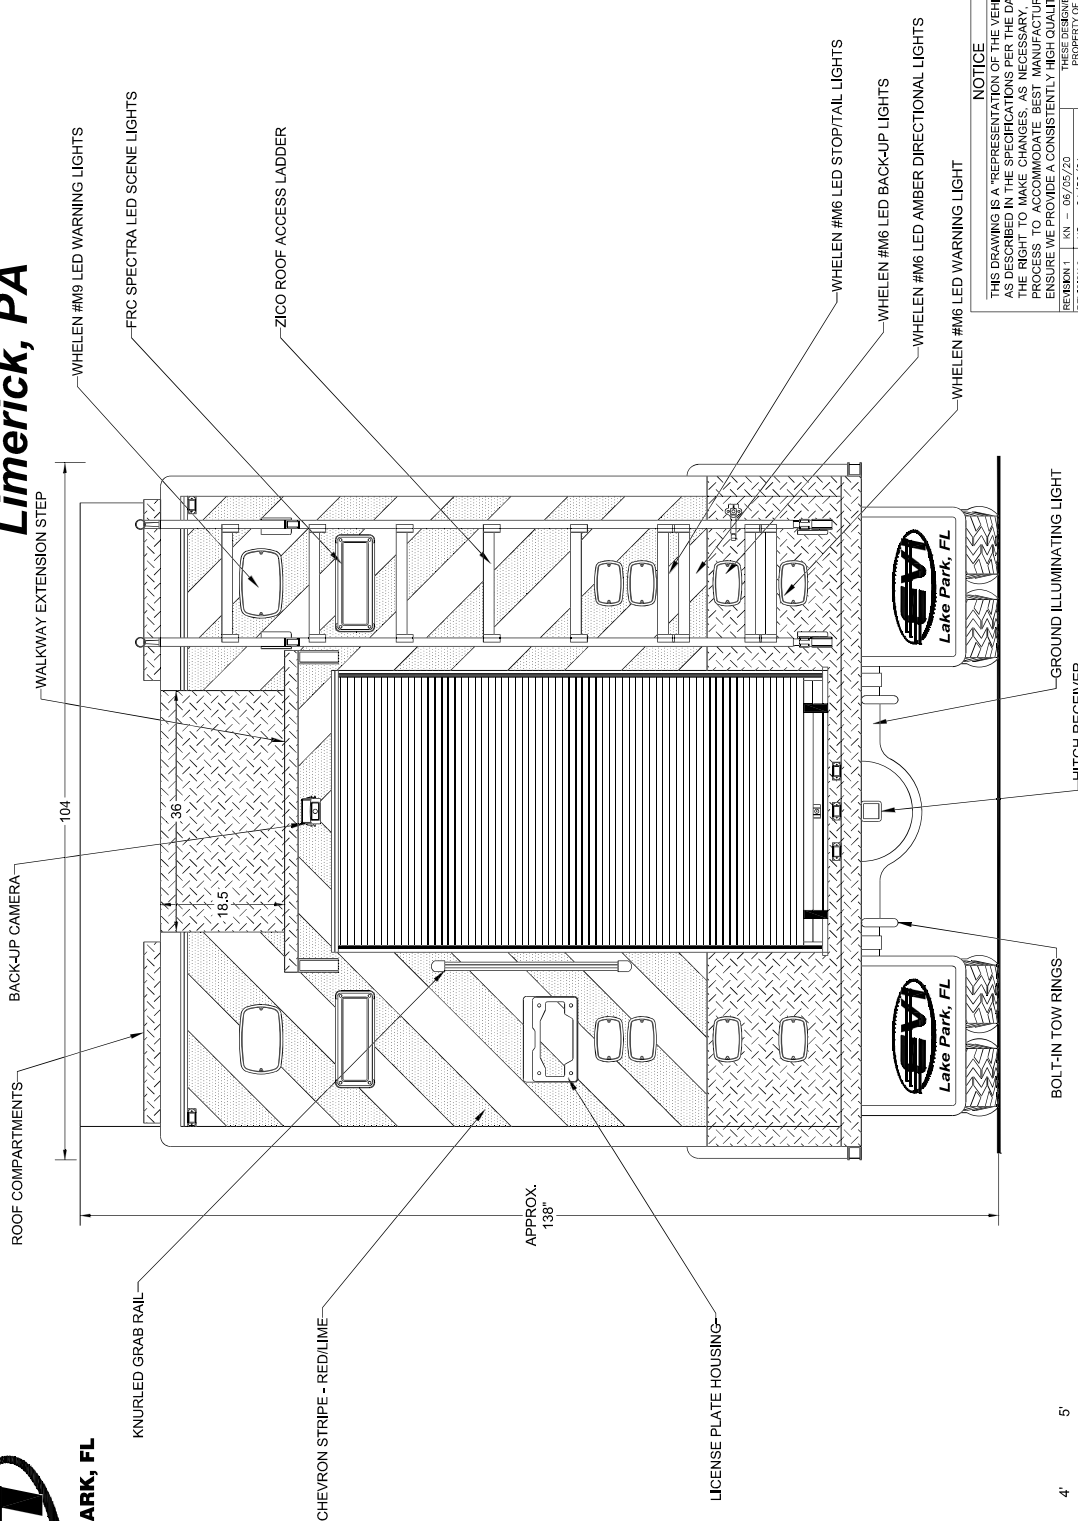 Limerick, PA
ARK, FL
ROOF COMPARTMENTS
BACK-UP CAMERA
WALKWAY EXTENSION STEP
WHELEN #M9 LED WARNING LIGHTS
FRC SPECTRA LED SCENE LIGHTS
ZICO ROOF ACCESS LADDER
WHELEN #M6 LED STOP/TAIL LIGHTS
WHELEN #M6 LED BACK-UP LIGHTS
WHELEN #M6 LED AMBER DIRECTIONAL LIGHTS
WHELEN #M6 LED WARNING LIGHT
104
36
18.5
APPROX.
138"
KNURLED GRAB RAIL
CHEVRON STRIPE - RED/LIME
LICENSE PLATE HOUSING
Lake Park, FL
Lake Park, FL
BOLT-IN TOW RINGS
HITCH RECEIVER
GROUND ILLUMINATING LIGHT
4'
5'
NOTICE
THIS DRAWING IS A "REPRESENTATION OF THE
AS DESCRIBED IN THE SPECIFICATIONS PER THE
THE RIGHT TO MAKE CHANGES, AS NECESSARY,
PROCESS TO ACCOMMODATE BEST
ENSURE WE PROVIDE A CONSISTENTLY HIGH
REVISION 1 KN - 06/05/20
THESE
PROPERTY OF